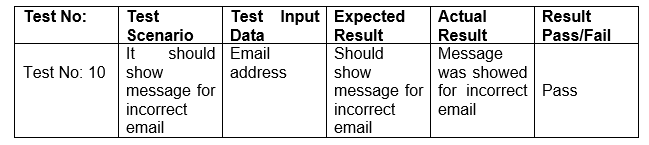 Test No:
Test
Scenario
Test Input
Data
Expected
Result
Actual
Result
Result
Pass/Fail
Test No: 10
It should
show
message for
incorrect
email
Email
address
Should
show
message for
incorrect
email
Message
was showed
for incorrect
email
Pass